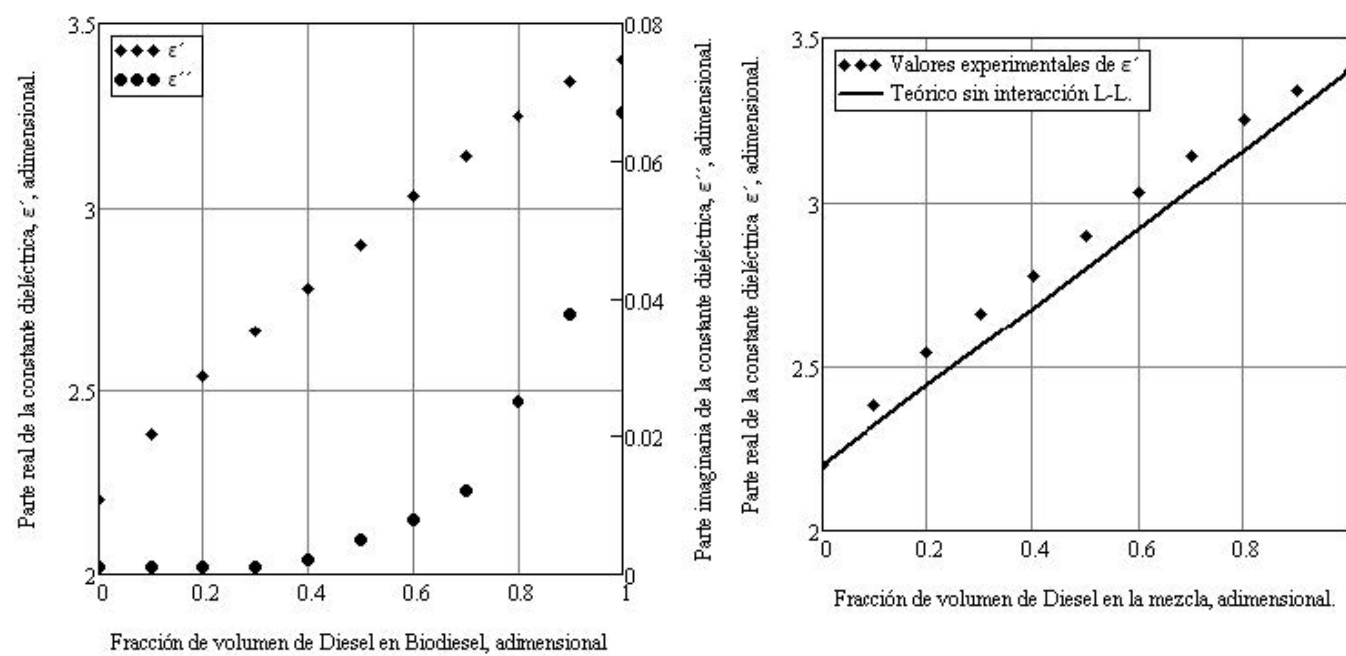 Parte real de la constante dieléctrica, ε´, adimensional.
3.5
3
2.5
2
ε´
ε´´
0.08
0.06
0.04
0.02
0
0
0.2
0.4
0.6
0.8
1
Parte imaginaria de la constante dieléctrica, ε´´, adimensional.
Fracción de volumen de Diesel en Biodiesel, adimensional
Parte real de la constante dieléctrica ε´, adimensional.
3.5
3
2.5
2
Valores experimentales de ε´
Teórico sin interacción L-L.
0
0.2
0.4
0.6
0.8
Fracción de volumen de Diesel en la mezcla, adimensional.